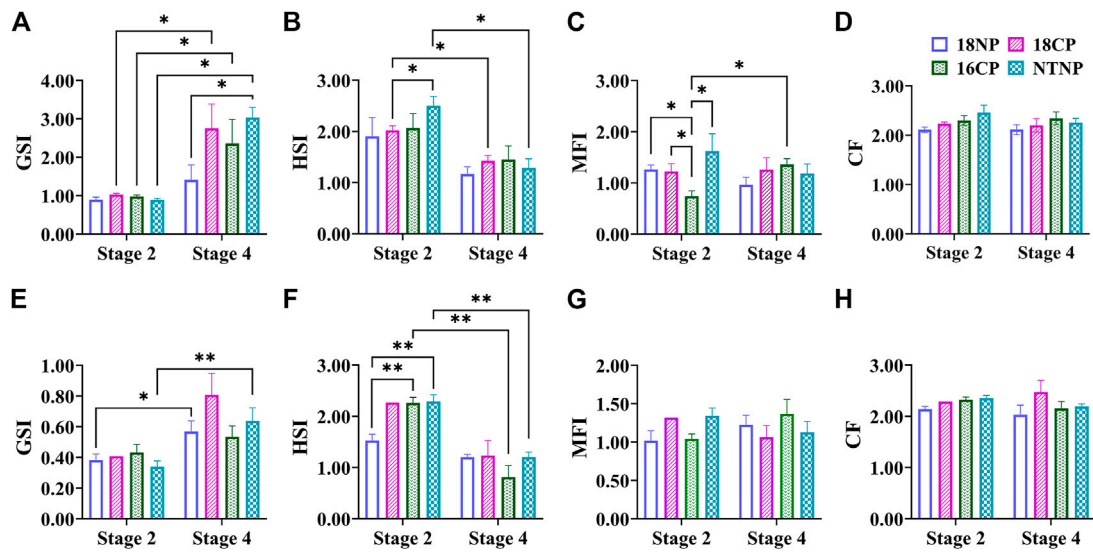 A
GSI
4.00
3.00
2.00
1.00
0.00
* * * *
Stage 2 Stage 4
B
HSI
3.00
2.00
1.00
0.00
* * *
Stage 2 Stage 4
C
MFI
3.00
2.00
1.00
0.00
* * * *
Stage 2 Stage 4
D
18NP 18CP
16CP NTNP
CF
3.00
2.00
1.00
0.00
Stage 2 Stage 4
E
GSI
1.00
0.80
0.60
0.40
0.20
0.00
* **
Stage 2 Stage 4
F
HSI
3.00
2.00
1.00
0.00
** ** ** **
Stage 2 Stage 4
G
MFI
2.00
1.50
1.00
0.50
0.00
Stage 2 Stage 4
H
CF
3.00
2.00
1.00
0.00
Stage 2 Stage 4